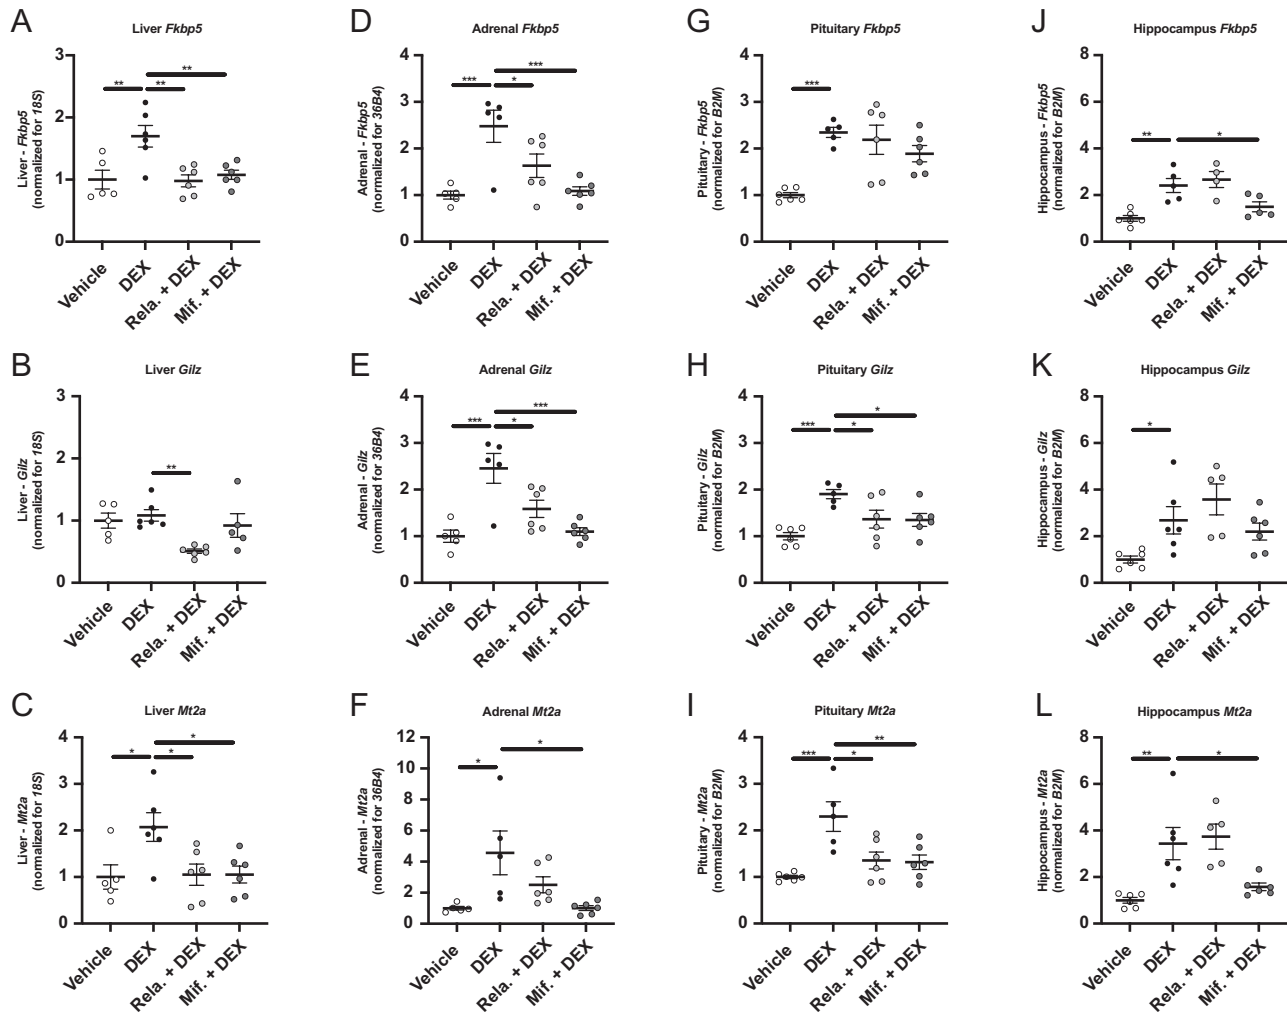 A
Liver Fkbp5
Liver - Fkbp5
(normalized for 18S)
3
2
1
0
**
**
**
Vehicle
DEX
Rela. + DEX
Mif. + DEX
D
Adrenal Fkbp5
Adrenal - Fkbp5
(normalized for 36B4)
4
3
2
1
0
***
***
*
Vehicle
DEX
Rela. + DEX
Mif. + DEX
G
Pituitary Fkbp5
Pituitary - Fkbp5
(normalized for B2M)
4
3
2
1
0
***
Vehicle
DEX
Rela. + DEX
Mif. + DEX
J
Hippocampus Fkbp5
Hippocampus - Fkbp5
(normalized for B2M)
8
6
4
2
0
**
*
Vehicle
DEX
Rela. + DEX
Mif. + DEX
B
Liver Gilz
Liver - Gilz
(normalized for 18S)
3
2
1
0
**
Vehicle
DEX
Rela. + DEX
Mif. + DEX
E
Adrenal Gilz
Adrenal - Gilz
(normalized for 36B4)
4
3
2
1
0
***
***
*
Vehicle
DEX
Rela. + DEX
Mif. + DEX
H
Pituitary Gilz
Pituitary - Gilz
(normalized for B2M)
4
3
2
1
0
*
***
*
Vehicle
DEX
Rela. + DEX
Mif. + DEX
K
Hippocampus Gilz
Hippocampus - Gilz
(normalized for B2M)
8
6
4
2
0
*
Vehicle
DEX
Rela. + DEX
Mif. + DEX
C
Liver Mt2a
Liver - Mt2a
(normalized for 18S)
4
3
2
1
0
*
*
*
Vehicle
DEX
Rela. + DEX
Mif. + DEX
F
Adrenal Mt2a
Adrenal - Mt2a
(normalized for 36B4)
12
10
8
6
4
2
0
*
*
Vehicle
DEX
Rela. + DEX
Mif. + DEX
I
Pituitary Mt2a
Pituitary - Mt2a
(normalized for B2M)
4
3
2
1
0
**
***
*
Vehicle
DEX
Rela. + DEX
Mif. + DEX
L
Hippocampus Mt2a
Hippocampus - Mt2a
(normalized for B2M)
8
6
4
2
0
**
*
Vehicle
DEX
Rela. + DEX
Mif. + DEX